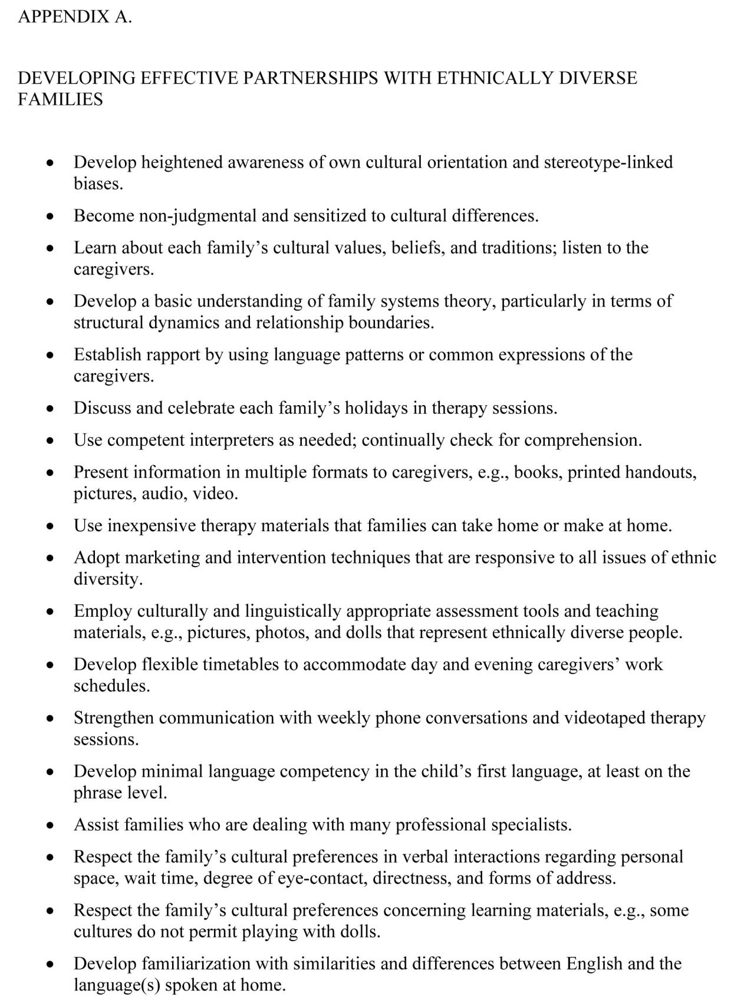 APPENDIX A.
DEVELOPING EFFECTIVE PARTNERSHIPS WITH ETHNICALLY DIVERSE
FAMILIES
• Develop heightened awareness of own cultural orientation and stereotype-linked
biases.
• Become non-judgmental and sensitized to cultural differences.
• Learn about each family’s cultural values, beliefs, and traditions; listen to the
caregivers.
• Develop a basic understanding of family systems theory, particularly in terms of
structural dynamics and relationship boundaries.
• Establish rapport by using language patterns or common expressions of the
caregivers.
• Discuss and celebrate each family’s holidays in therapy sessions.
• Use competent interpreters as needed; continually check for comprehension.
• Present information in multiple formats to caregivers, e.g., books, printed handouts,
pictures, audio, video.
• Use inexpensive therapy materials that families can take home or make at home.
• Adopt marketing and intervention techniques that are responsive to all issues of ethnic
diversity.
• Employ culturally and linguistically appropriate assessment tools and teaching
materials, e.g., pictures, photos, and dolls that represent ethnically diverse people.
• Develop flexible timetables to accommodate day and evening caregivers’ work
schedules.
• Strengthen communication with weekly phone conversations and videotaped therapy
sessions.
• Develop minimal language competency in the child’s first language, at least on the
phrase level.
• Assist families who are dealing with many professional specialists.
• Respect the family’s cultural preferences in verbal interactions regarding personal
space, wait time, degree of eye-contact, directness, and forms of address.
• Respect the family’s cultural preferences concerning learning materials, e.g., some
cultures do not permit playing with dolls.
• Develop familiarization with similarities and differences between English and the
language(s) spoken at home.